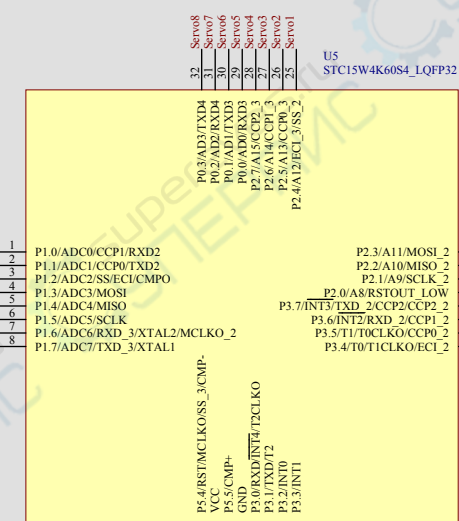 Servo8
Servo7
Servo6
Servo5
Servo4
Servo3
Servo2
Servo1
U5
STC15W4K60S4_LQFP32
32
31
30
29
28
27
26
25
P0.3/AD3/TXD4
P0.2/AD2/RXD4
P0.1/AD1/TXD3
P0.0/AD0/RXD3
P2.7/A15/CCP2_3
P2.6/A14/CCP1_3
P2.5/A13/CCP0_3
P2.4/A12/ECI_3/SS_2
1
P1.0/ADC0/CCP1/RXD2
2
P1.1/ADC1/CCP0/TXD2
3
P1.2/ADC2/SS/ECI/CMPO
4
P1.3/ADC3/MOSI
5
P1.4/ADC4/MISO
6
P1.5/ADC5/SCLK
7
P1.6/ADC6/RXD_3/XTAL2/MCLKO_2
8
P1.7/ADC7/TXD_3/XTAL1
P2.3/A11/MOSI_2
P2.2/A10/MISO_2
P2.1/A9/SCLK_2
P2.0/A8/RSTOUT_LOW
P3.7/INT3/TXD_2/CCP2/CCP2_2
P3.6/INT2/RXD_2/CCP1_2
P3.5/T1/T0CLKO/CCP0_2
P3.4/T0/T1CLKO/ECI_2
P5.4/RST/MCLKO/SS_3/CMP-
VCC
P5.5/CMP+
GND
P3.0/RXD/INT4/T2CLKO
P3.1/TXD/T2
P3.2/INT0
P3.3/INT1